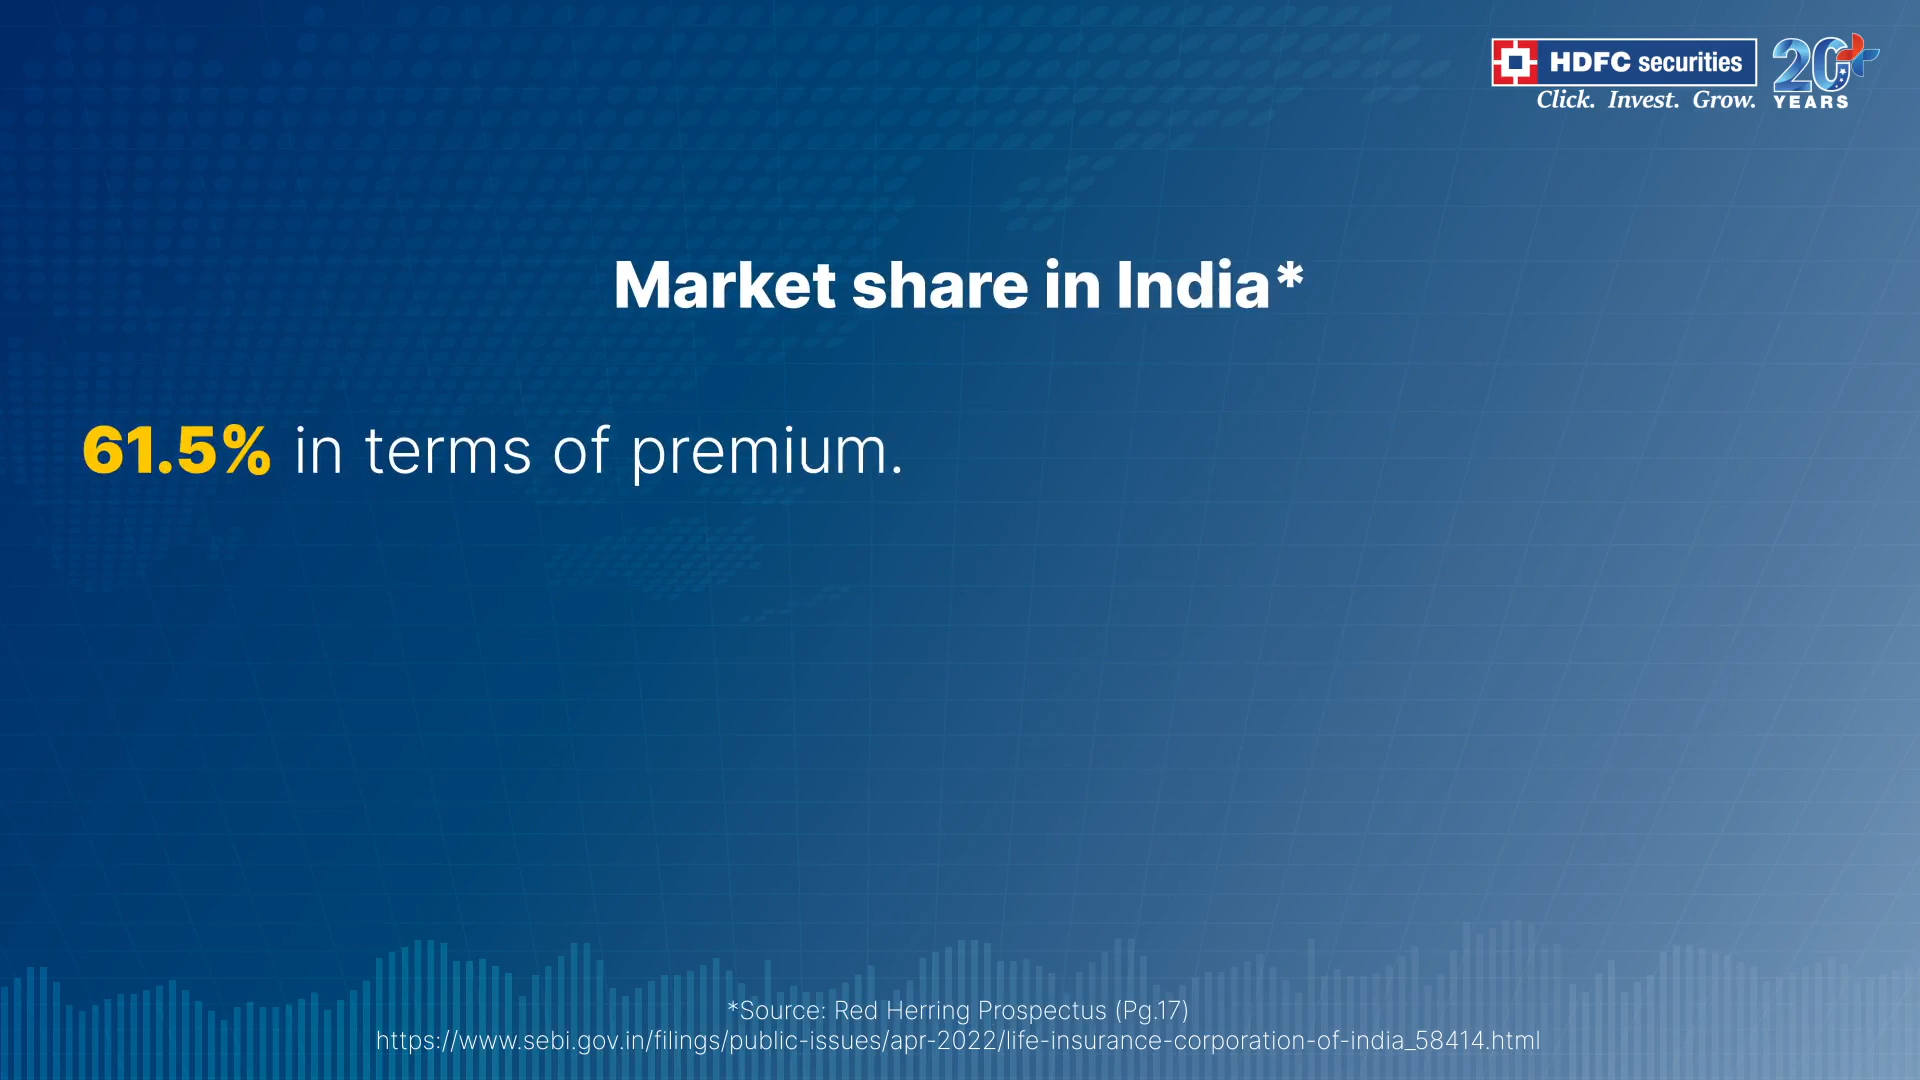 HDFC securities
Click. Invest. Grow.
20
YEARS
Market share in India*
61.5% in terms of premium.
*Source: Red Herring Prospectus (Pg.17)
https://www.sebi.gov.in/filings/public-issues/apr-2022/life-insurance-corporation-of-india_58414.html